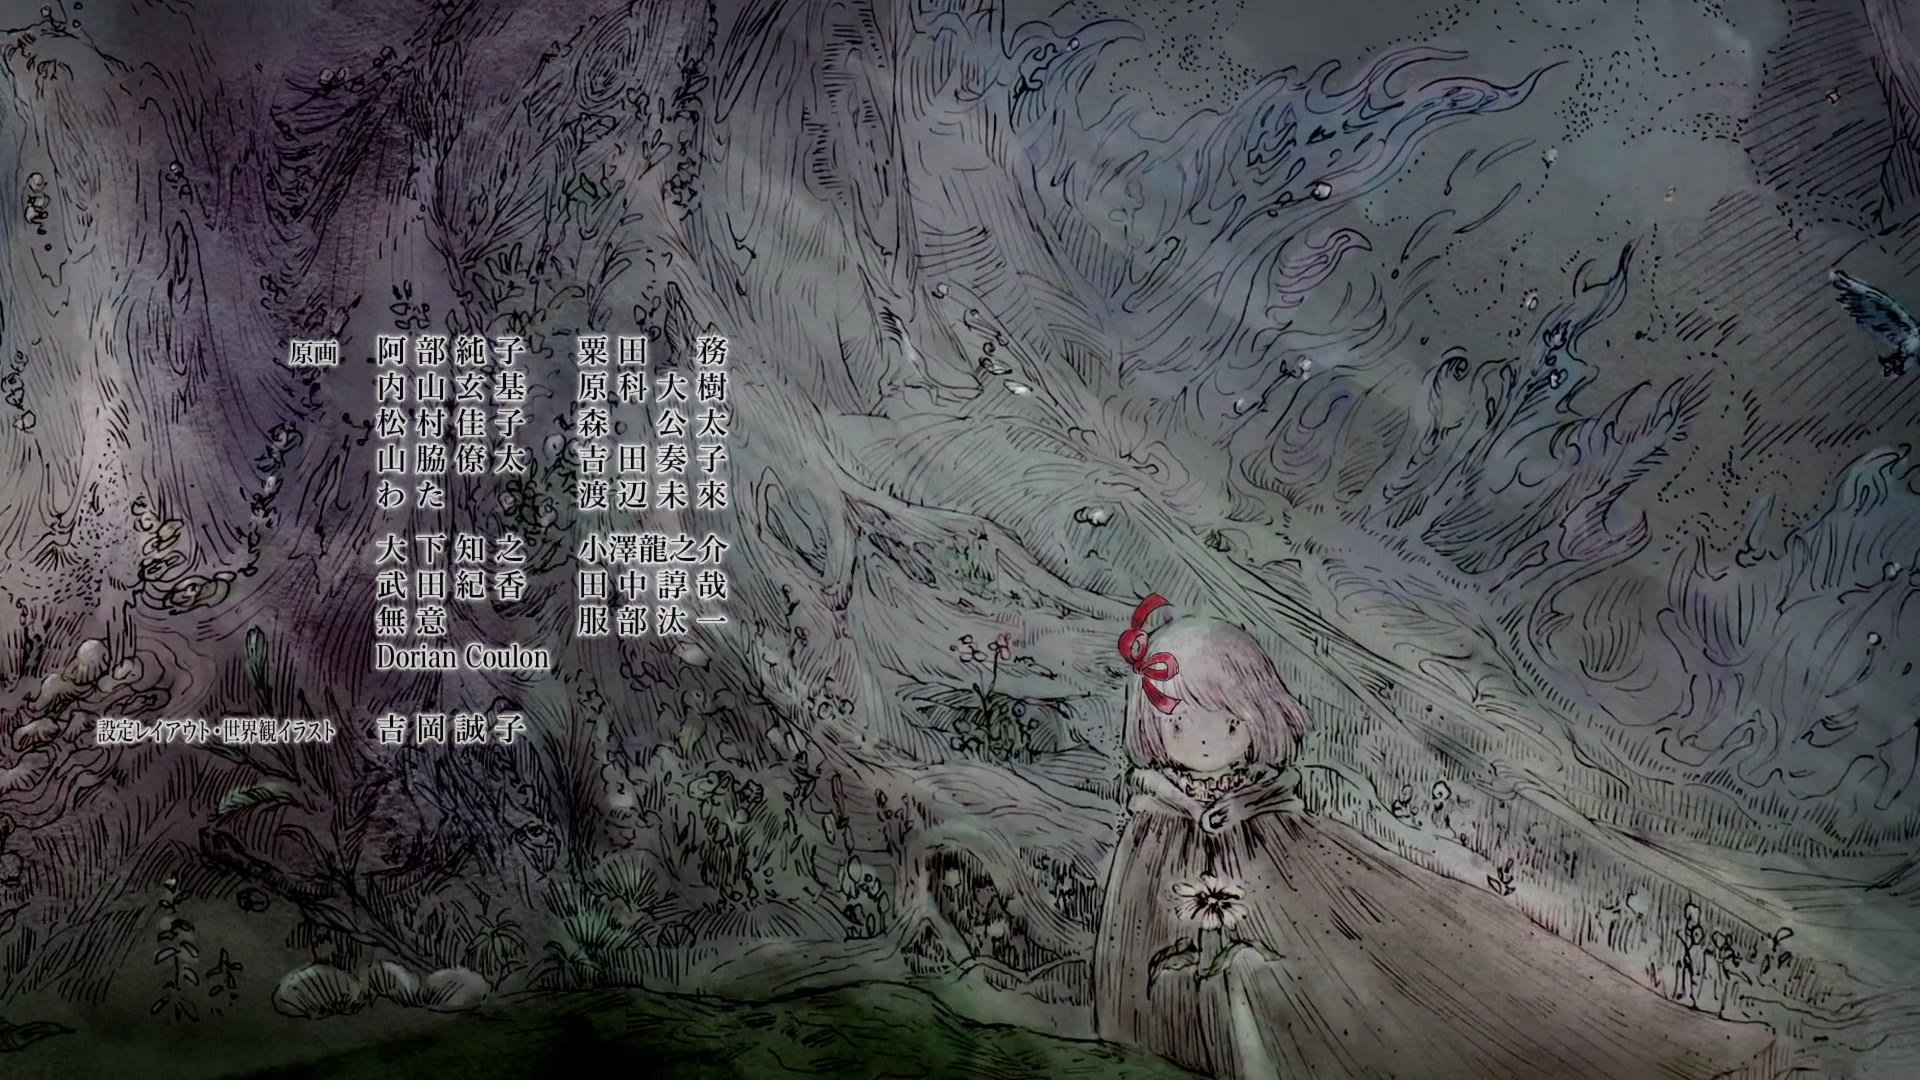 原画 阿部純子 粟田 務
内山玄基 原科大樹
松村佳子 森 公太
山脇僚太 吉田奏子
わた 渡辺未來
大下知之 小澤龍之介
武田紀香 田中諄哉
無意 服部汰一
Dorian Coulon
設定レイアウト・世界観イラスト 吉岡誠子